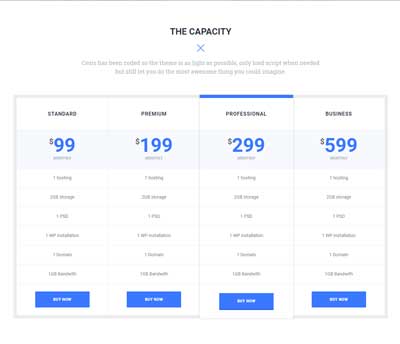 THE CAPACITY
Ceris has been coded so the theme is as light as possible, only load script when needed
but still let you do the most awesome thing you could imagine.
STANDARD PREMIUM PROFESSIONAL BUSINESS
$99 $199 $299 $599
MONTHLY MONTHLY MONTHLY MONTHLY
1 hosting 1 hosting 1 hosting 1 hosting
2GB storage 2GB storage 2GB storage 2GB storage
1 PSD 1 PSD 1 PSD 1 PSD
1 WP installation 1 WP installation 1 WP installation 1 WP installation
1 Domain 1 Domain 1 Domain 1 Domain
1GB Bandwith 1GB Bandwith 1GB Bandwith 1GB Bandwith
BUY NOW BUY NOW BUY NOW BUY NOW